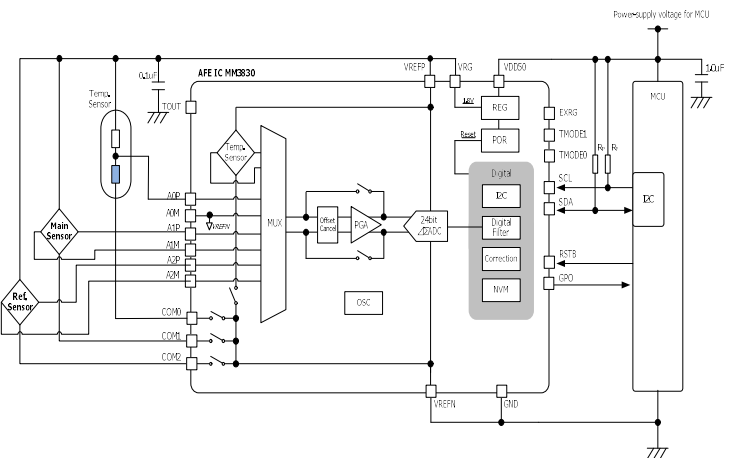 Power-supply voltage for MCU
AFE IC MM3830
VREFP
VRG
VDD50
0.1uF
1.0uF
Temp.
Sensor
TOUT
1.8V
REG
EXRG
MCU
Reset
POR
TMODE1
TMODE0
Temp.
Sensor
Digital
SCL
I2C
I2C
SDA
A0P
A0M
VREFN
A1P
A1M
A2P
A2M
Main
Sensor
MUX
Offset
Cancel
PGA
24bit
ΔΣADC
Digital
Filter
Correction
NVM
RSTB
GPO
Ref.
Sensor
OSC
COM0
COM1
COM2
VREFN
GND